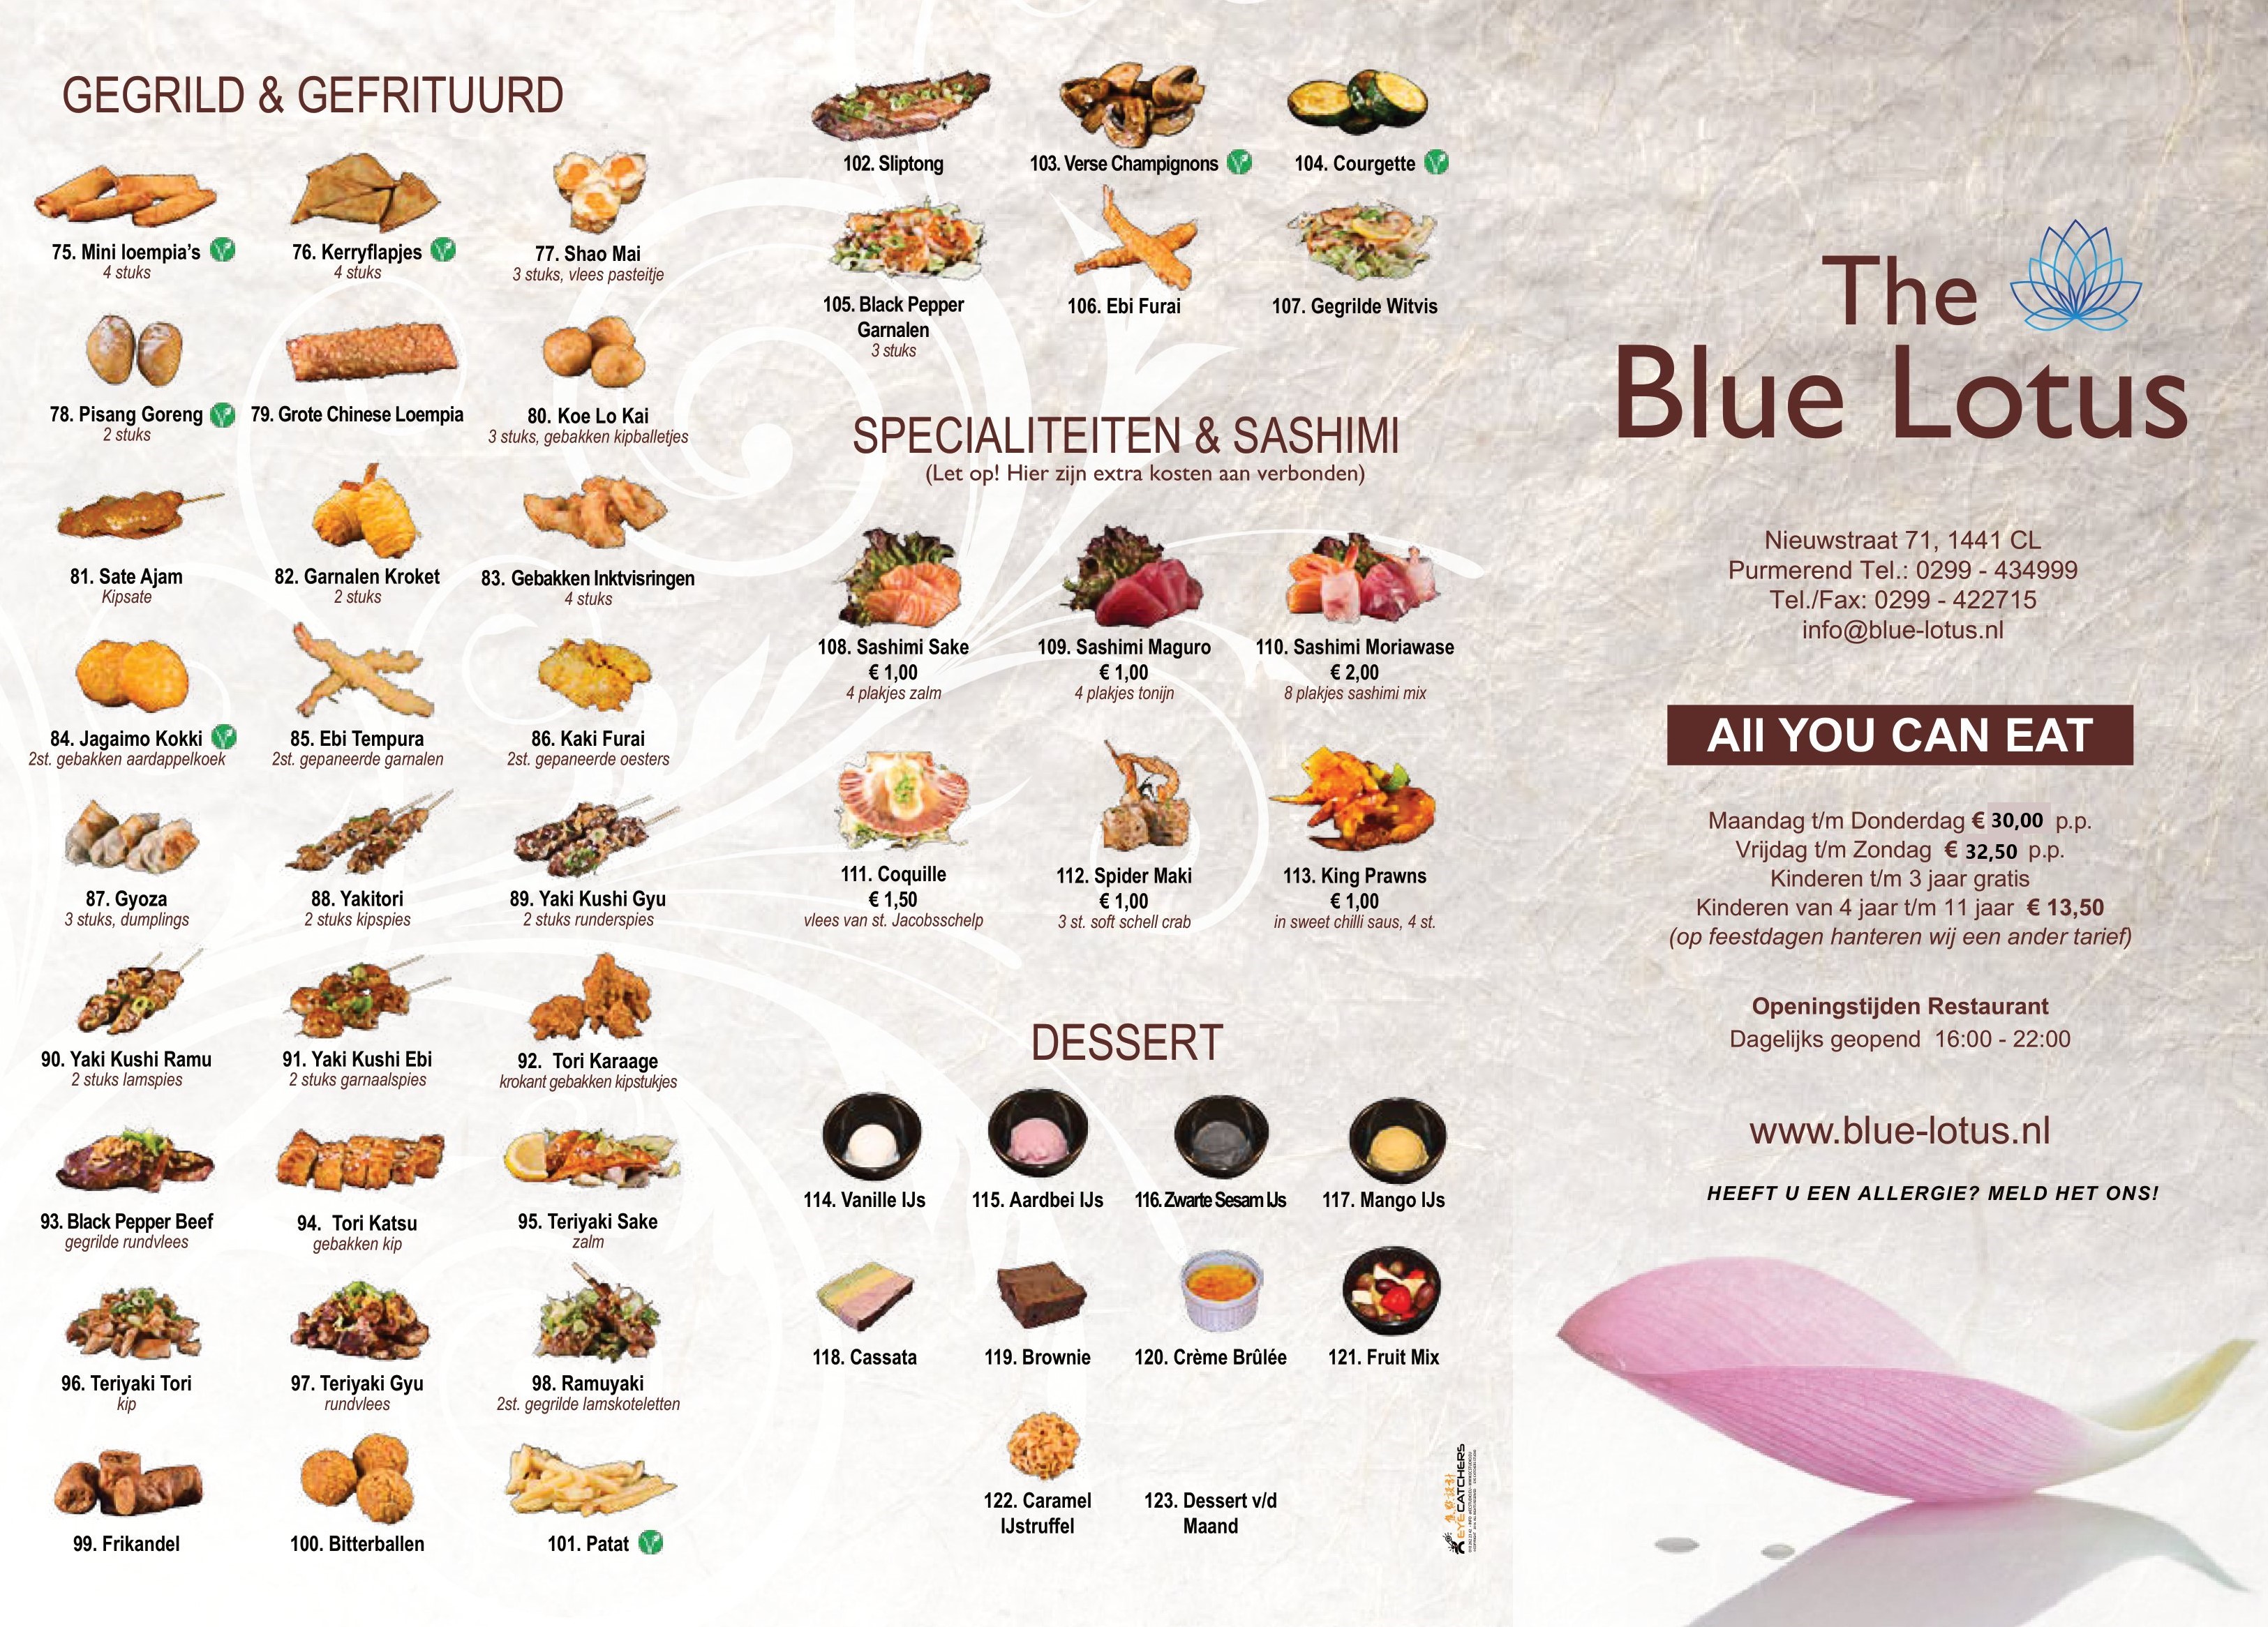 GEGRILD & GEFRITUURD
75. Mini loempia's
4 stuks
76. Kerryflapjes
4 stuks
77. Shao Mai
3 stuks, vlees pasteitje
78. Pisang Goreng
2 stuks
79. Grote Chinese Loempia
80. Koe Lo Kai
3 stuks, gebakken kipballetjes
81. Sate Ajam
Kipsate
82. Garnalen Kroket
2 stuks
83. Gebakken Inktvisringen
4 stuks
84. Jagaimo Kokki
2st. gebakken aardappelkoek
85. Ebi Tempura
2st. gepaneerde garnalen
86. Kaki Furai
2st. gepaneerde oesters
87. Gyoza
3 stuks, dumplings
88. Yakitori
2 stuks kipspies
89. Yaki Kushi Gyu
2 stuks runderspies
90. Yaki Kushi Ramu
2 stuks lamspies
91. Yaki Kushi Ebi
2 stuks garnaalspies
92. Tori Karaage
krokant gebakken kipstukjes
93. Black Pepper Beef
gegrilde rundvlees
94. Tori Katsu
gebakken kip
95. Teriyaki Sake
zalm
96. Teriyaki Tori
kip
97. Teriyaki Gyu
rundvlees
98. Ramuyaki
2st. gegrilde lamskoteletten
99. Frikandel
100. Bitterballen
101. Patat
102. Sliptong
103. Verse Champignons
104. Courgette
105. Black Pepper
Garnalen
3 stuks
106. Ebi Furai
107. Gegrilde Witvis
SPECIALITEITEN & SASHIMI
(Let op! Hier zijn extra kosten aan verbonden)
108. Sashimi Sake
€ 1,00
4 plakjes zalm
109. Sashimi Maguro
€ 1,00
4 plakjes tonijn
110. Sashimi Moriawase
€ 2,00
8 plakjes sashimi mix
111. Coquille
€ 1,50
vlees van st. Jacobsschelp
112. Spider Maki
€ 1,00
3 st. soft schell crab
113. King Prawns
€ 1,00
in sweet chilli saus, 4 st.
DESSERT
114. Vanille IJs
115. Aardbei IJs
116. Zwarte Sesam IJs
117. Mango IJs
118. Cassata
119. Brownie
120. Crème Brûlée
121. Fruit Mix
122. Caramel
IJstruffel
123. Dessert v/d
Maand
EYECATCHERS
The
Blue Lotus
Nieuwstraat 71, 1441 CL
Purmerend Tel.: 0299 - 434999
Tel./Fax: 0299 - 422715
info@blue-lotus.nl
All YOU CAN EAT
Maandag t/m Donderdag € 30,00 p.p.
Vrijdag t/m Zondag € 32,50 p.p.
Kinderen t/m 3 jaar gratis
Kinderen van 4 jaar t/m 11 jaar € 13,50
(op feestdagen hanteren wij een ander tarief)
Openingstijden Restaurant
Dagelijks geopend 16:00 - 22:00
www.blue-lotus.nl
HEEFT U EEN ALLERGIE? MELD HET ONS!